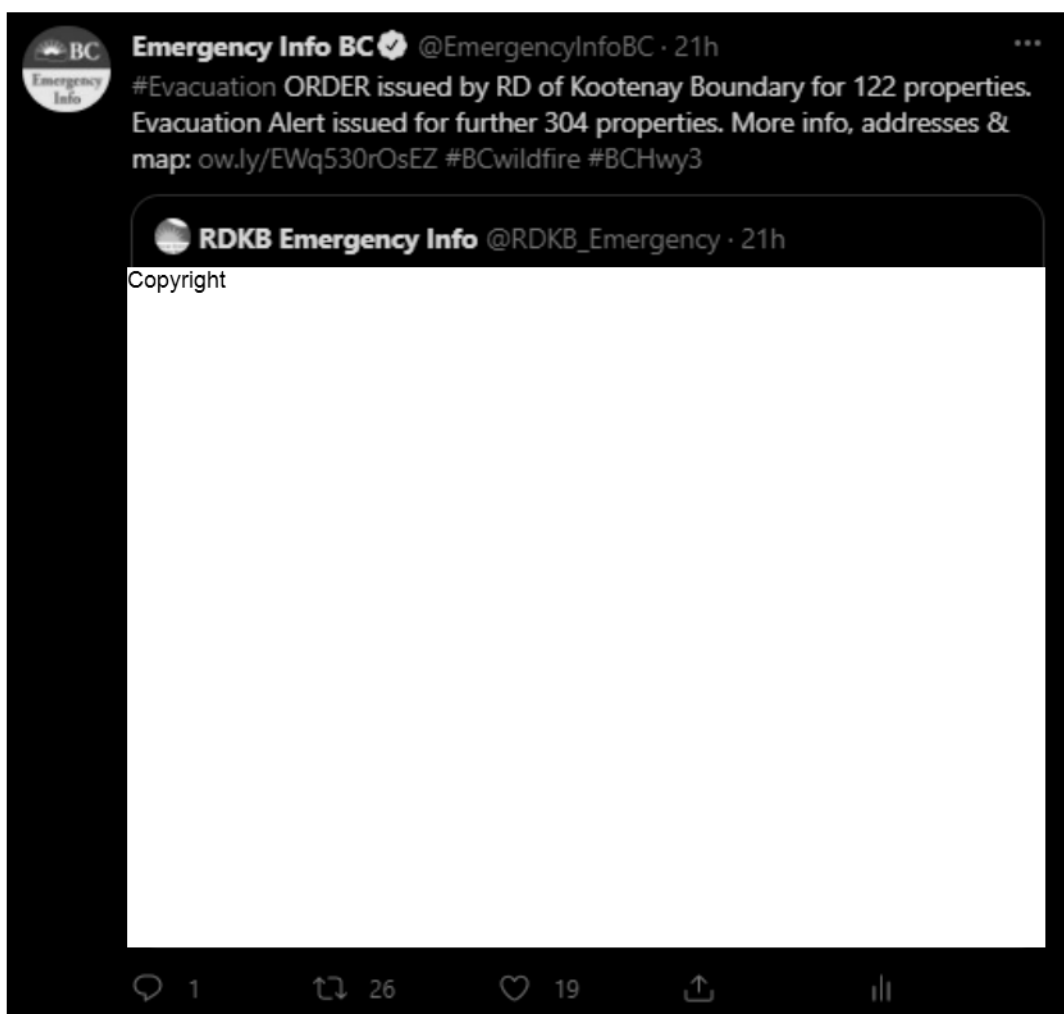 BC
Emergency
Info
Emergency Info BC @EmergencyInfoBC · 21h
#Evacuation ORDER issued by RD of Kootenay Boundary for 122 properties.
Evacuation Alert issued for further 304 properties. More info, addresses &
map: ow.ly/EWq530rOsEZ #BCwildfire #BCHwy3
RDKB Emergency Info @RDKB_Emergency · 21h
Copyright
1 26 19